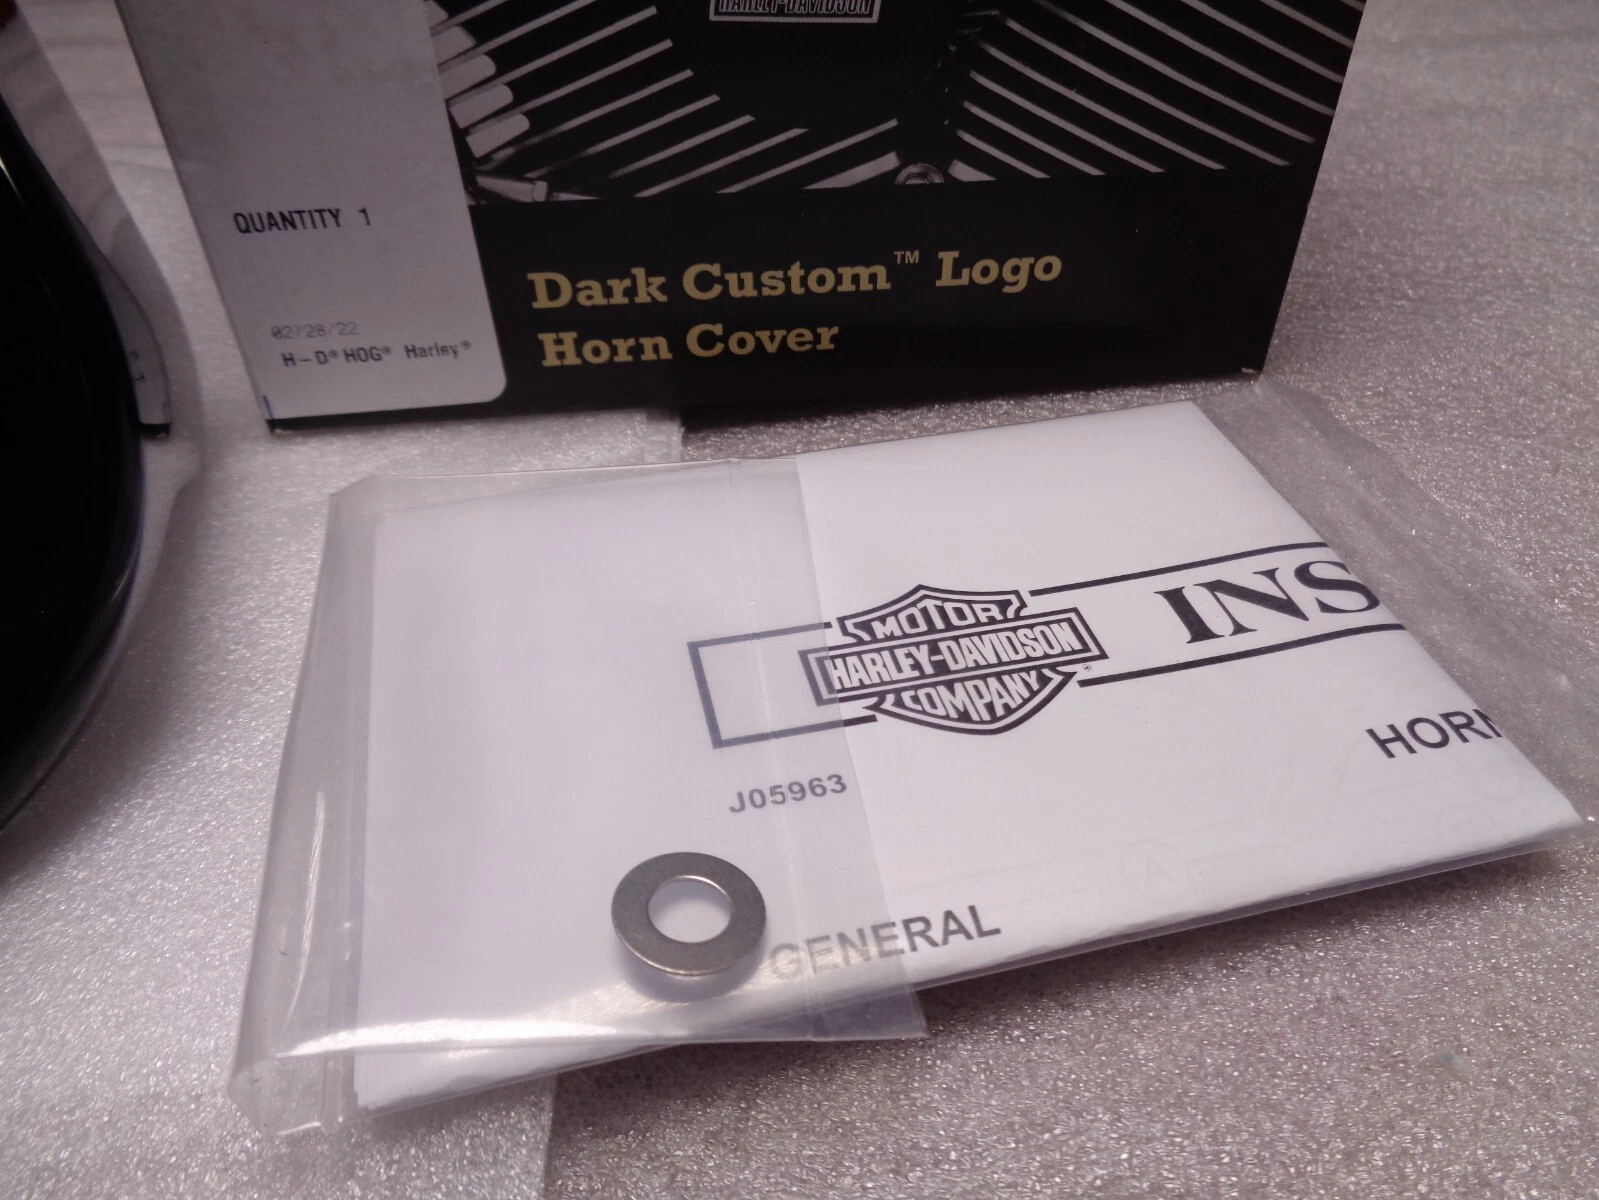 HARLEY-DAVIDSON
QUANTITY 1
02/28/22
H-D® HOG® Harley®
Dark Custom™ Logo
Horn Cover
MOTOR
HARLEY-DAVIDSON
COMPANY
®
INS
HORN
J05963
A
GENERAL